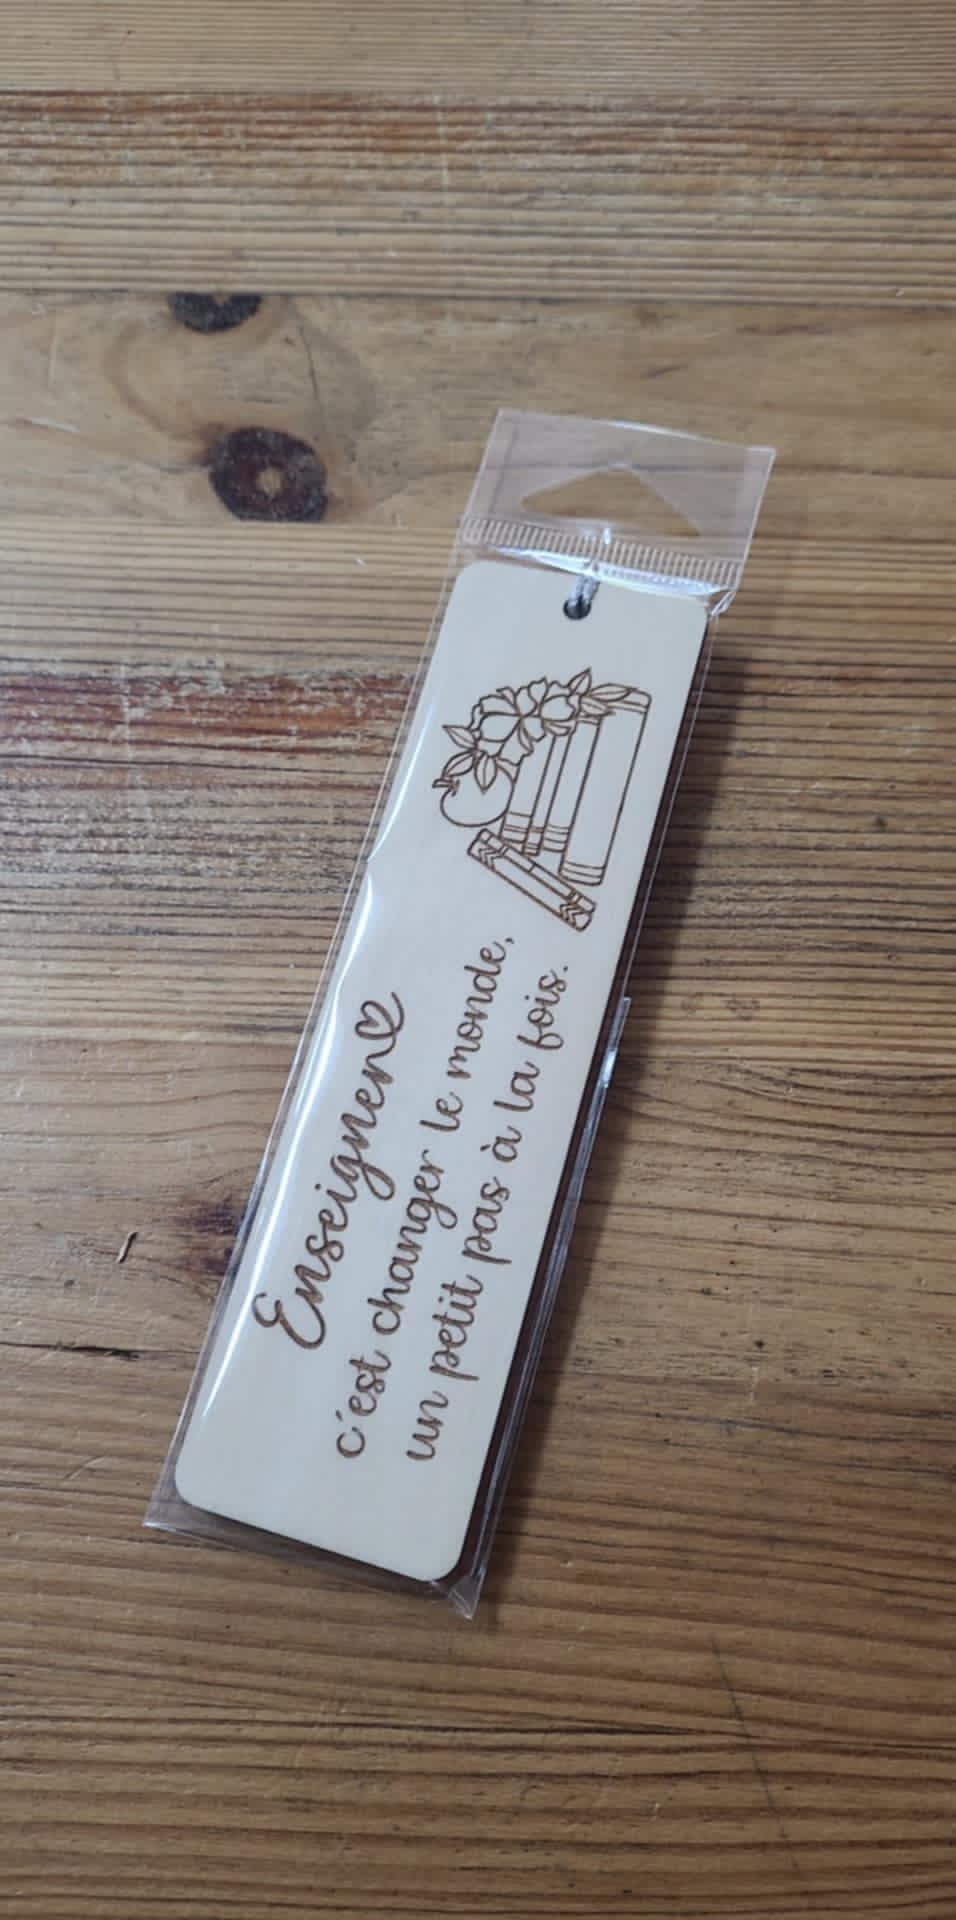 Enseigner
c'est changer le monde,
un petit pas à la fois.